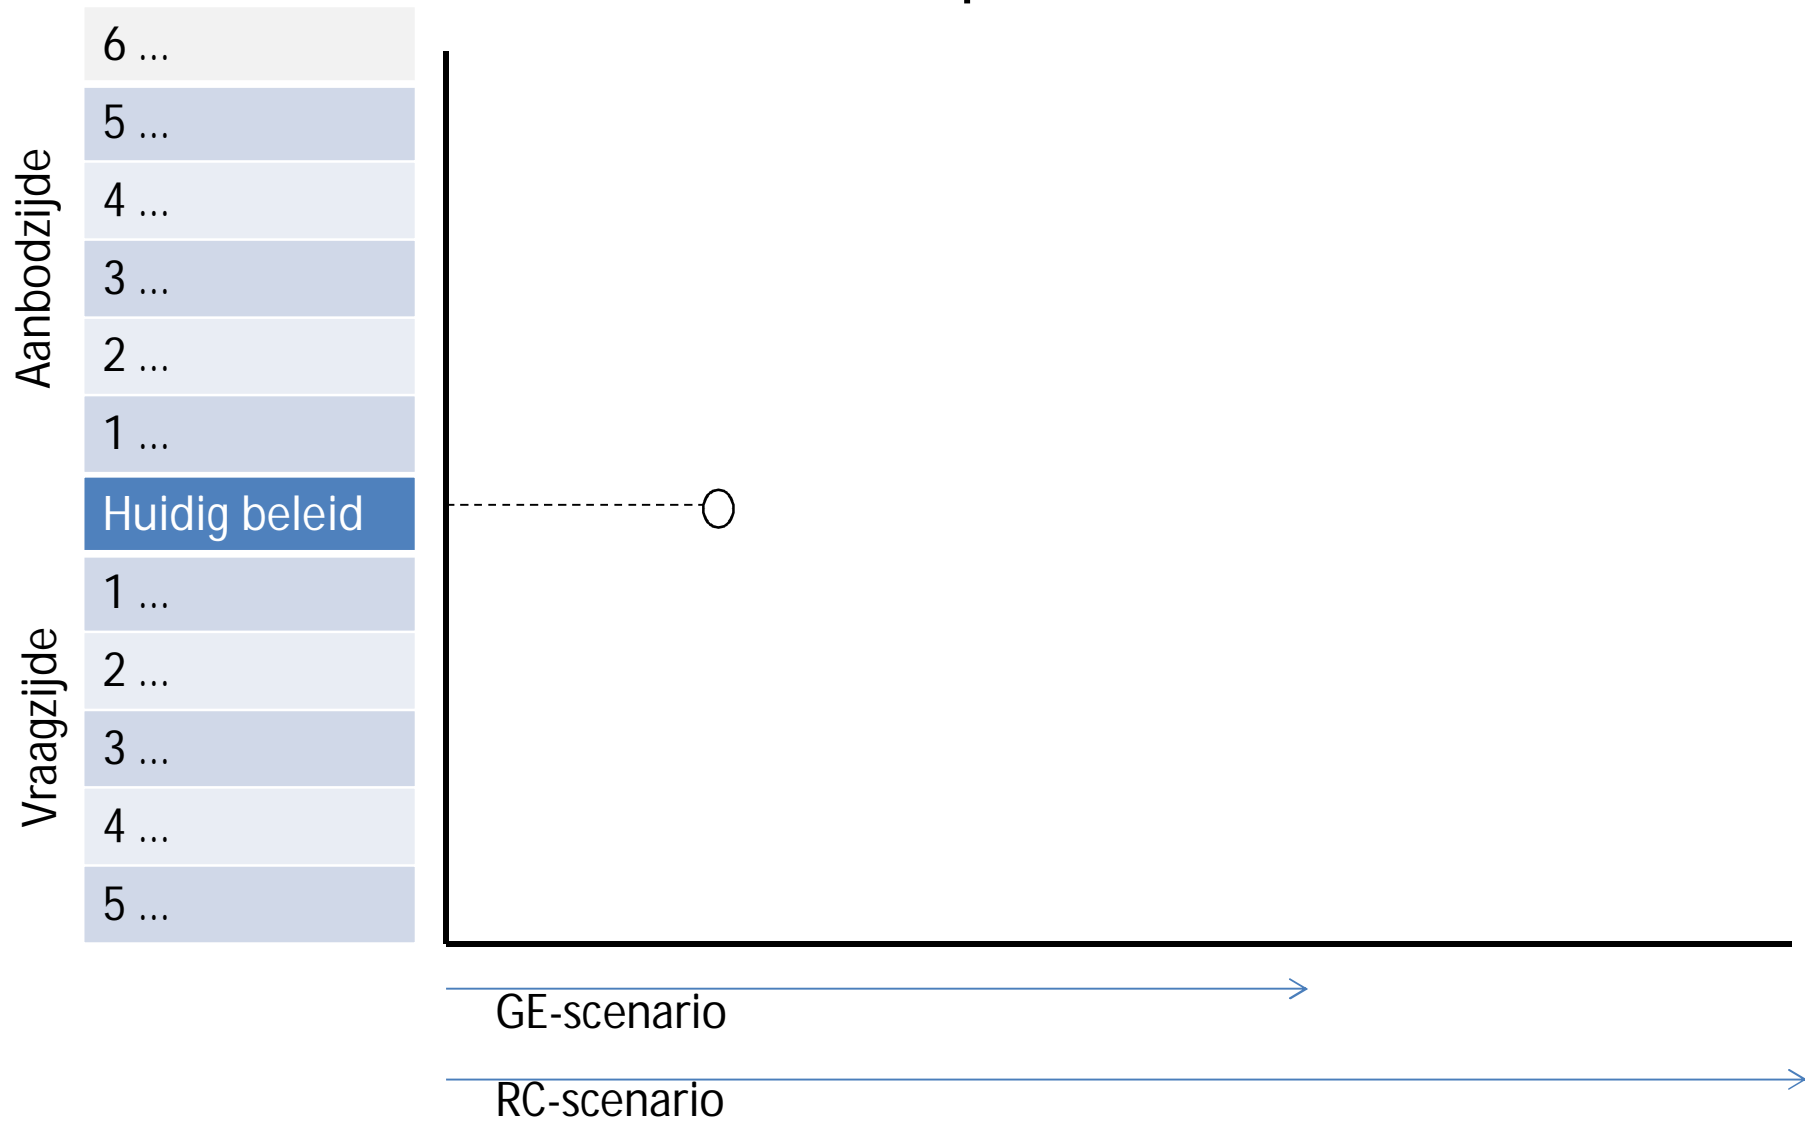 6 ...
5 ...
4 ...
3 ...
2 ...
1 ...
Huidig beleid
1 ...
2 ...
3 ...
4 ...
5 ...
Aanbodzijde
Vraagzijde
GE-scenario
RC-scenario